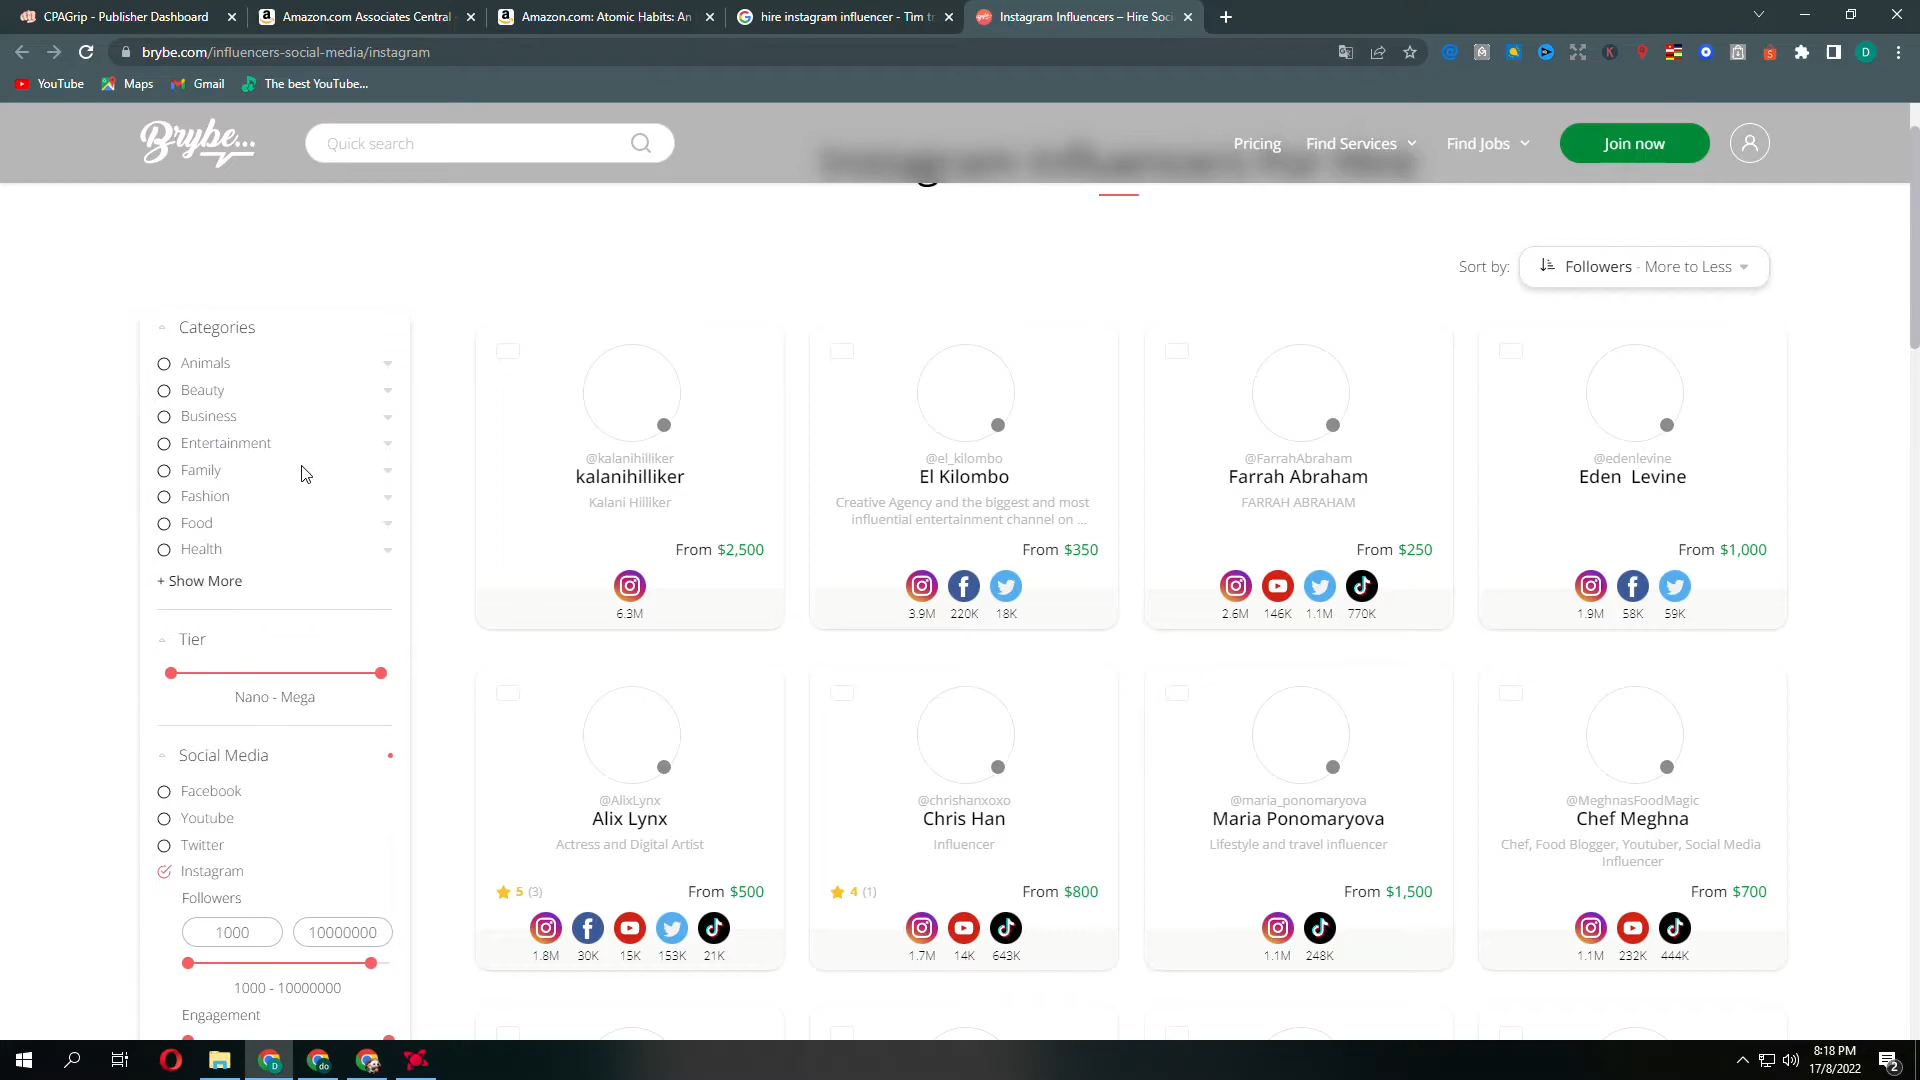 CPAGrip - Publisher Dashboard
Amazon.com Associates Central
Amazon.com: Atomic Habits: An
hire instagram influencer - Tìm t
Instagram Influencers – Hire Soci
brybe.com/influencers-social-media/instagram
D
YouTube
Maps
Gmail
The best YouTube...
Brybe...
Quick search
Pricing
Find Services
Find Jobs
Join now
Instagram Influencers For Hire
Sort by:
Followers - More to Less
Categories
Animals
Beauty
Business
Entertainment
Family
Fashion
Food
Health
+ Show More
Tier
Nano - Mega
Social Media
Facebook
Youtube
Twitter
Instagram
Followers
1000
10000000
1000 - 10000000
Engagement
@kalanihilliker
kalanihilliker
Kalani Hilliker
From $2,500
6.3M
@el_kilombo
El Kilombo
Creative Agency and the biggest and most
influential entertainment channel on ...
From $350
3.9M 220K 18K
@FarrahAbraham
Farrah Abraham
FARRAH ABRAHAM
From $250
2.6M 146K 1.1M 770K
@edenlevine
Eden Levine
From $1,000
1.9M 58K 59K
@AlixLynx
Alix Lynx
Actress and Digital Artist
5 (3)
From $500
1.8M 30K 15K 153K 21K
@chrishanxoxo
Chris Han
Influencer
4 (1)
From $800
1.7M 14K 643K
@maria_ponomaryova
Maria Ponomaryova
Lifestyle and travel influencer
From $1,500
1.1M 248K
@MeghnasFoodMagic
Chef Meghna
Chef, Food Blogger, Youtuber, Social Media
Influencer
From $700
1.1M 232K 444K
8:18 PM
17/8/2022
2